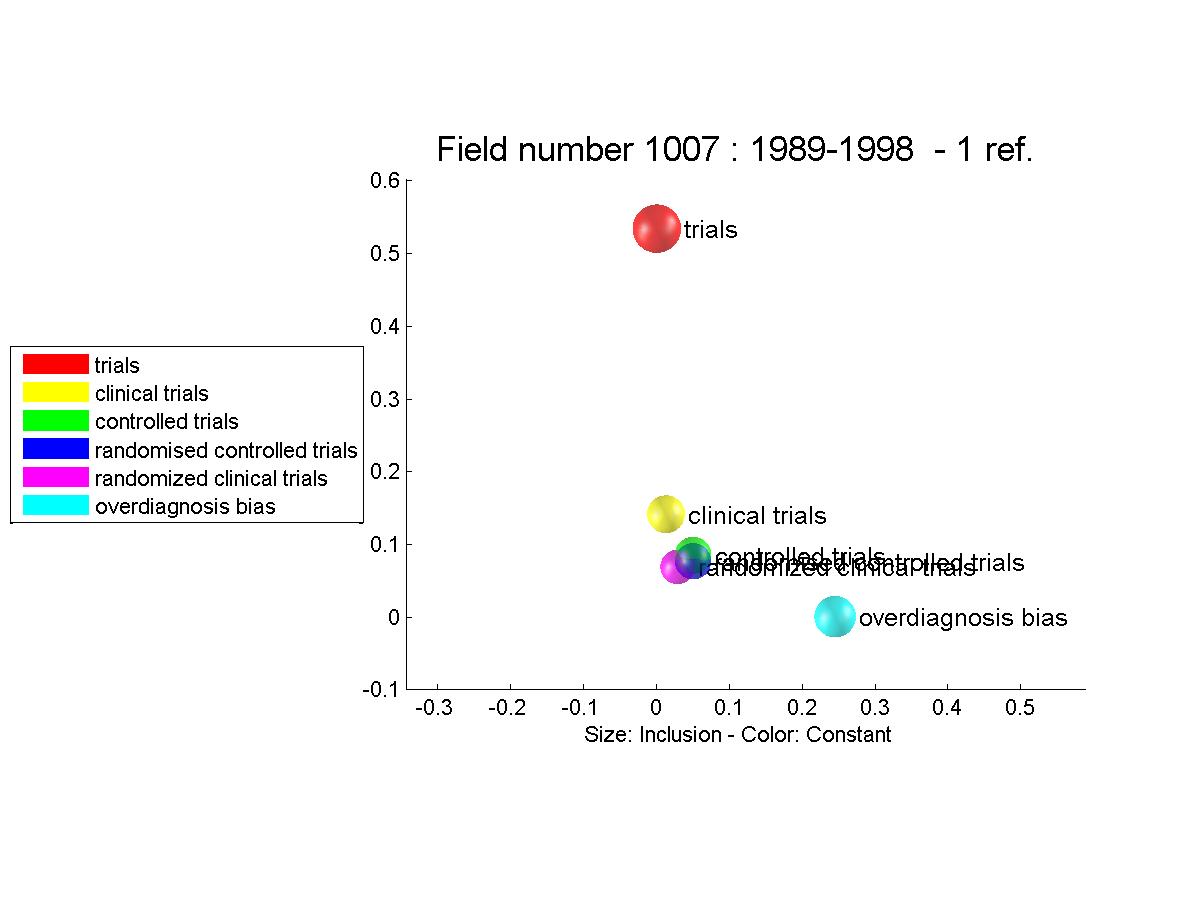 Field number 1007 : 1989-1998  - 1 ref.
0.6
trials
0.5
0.4
trials
clinical trials
controlled trials
randomised controlled trials
randomized clinical trials
overdiagnosis bias
0.3
0.2
clinical trials
0.1
controlled trials
randomised controlled trials
randomized clinical trials
0
overdiagnosis bias
-0.1
-0.3 -0.2 -0.1 0 0.1 0.2 0.3 0.4 0.5
Size: Inclusion - Color: Constant